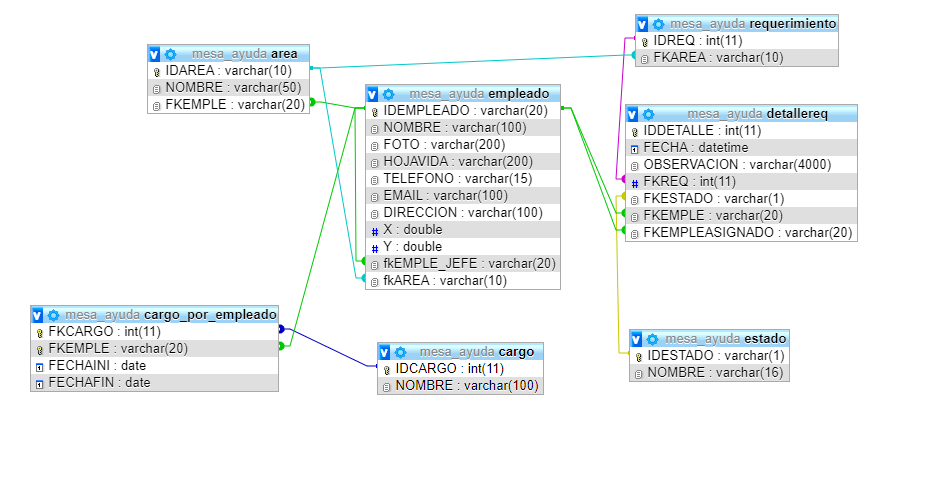 mesa_ayuda area
IDAREA : varchar(10)
NOMBRE : varchar(50)
FKEMPLE : varchar(20)
mesa_ayuda requerimiento
IDREQ : int(11)
FKAREA : varchar(10)
mesa_ayuda empleado
IDEMPLEADO : varchar(20)
NOMBRE : varchar(100)
FOTO : varchar(200)
HOJAVIDA : varchar(200)
TELEFONO : varchar(15)
EMAIL : varchar(100)
DIRECCION : varchar(100)
X : double
Y : double
fkEMPLE_JEFE : varchar(20)
fkAREA : varchar(10)
mesa_ayuda detallereq
IDDETALLE : int(11)
FECHA : datetime
OBSERVACION : varchar(4000)
FKREQ : int(11)
FKESTADO : varchar(1)
FKEMPLE : varchar(20)
FKEMPLEASIGNADO : varchar(20)
mesa_ayuda cargo_por_empleado
FKCARGO : int(11)
FKEMPLE : varchar(20)
FECHAINI : date
FECHAFIN : date
mesa_ayuda cargo
IDCARGO : int(11)
NOMBRE : varchar(100)
mesa_ayuda estado
IDESTADO : varchar(1)
NOMBRE : varchar(16)